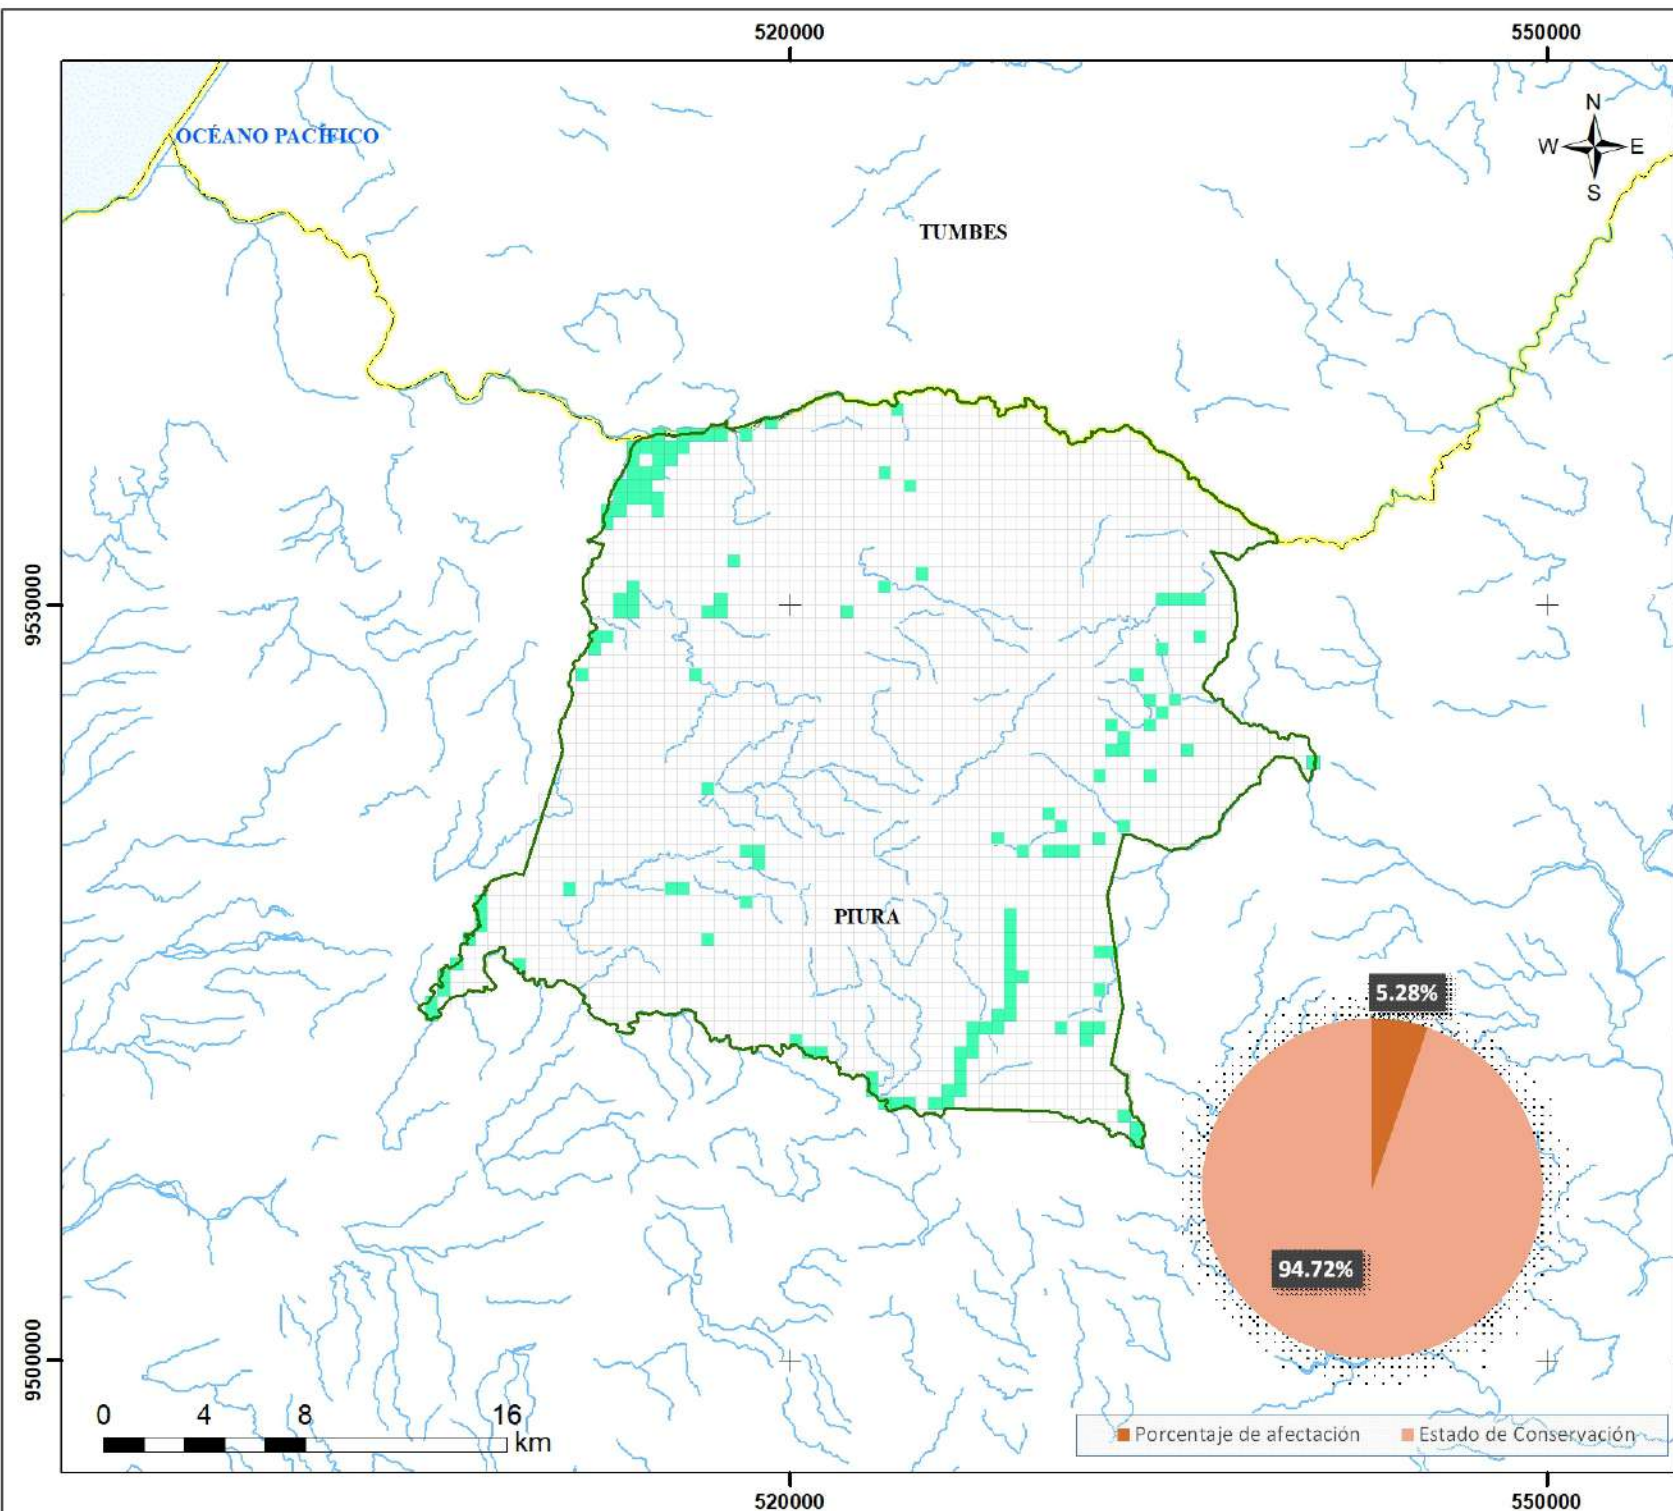 520000 550000
OCÉANO PACÍFICO
N
W E
S
TUMBES
9530000
PIURA
5.28%
94.72%
9500000
0 4 8 16
km
Porcentaje de afectación Estado de Conservación
520000 550000